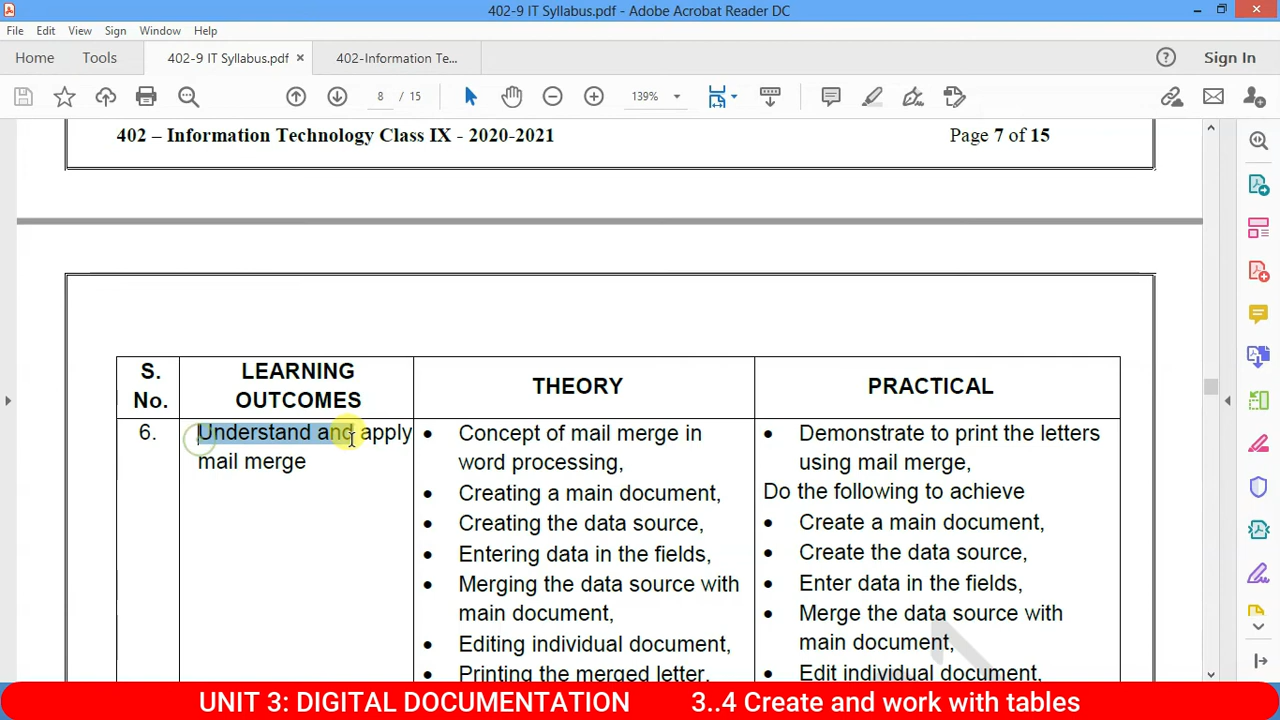 402-9 IT Syllabus.pdf - Adobe Acrobat Reader DC
File Edit View Sign Window Help
Home Tools 402-9 IT Syllabus.pdf × 402-Information Te... ? Sign In
8 / 15 139%
402 – Information Technology Class IX - 2020-2021 Page 7 of 15
S. No.
LEARNING OUTCOMES
THEORY
PRACTICAL
6.
Understand and apply
mail merge
• Concept of mail merge in
word processing,
• Creating a main document,
• Creating the data source,
• Entering data in the fields,
• Merging the data source with
main document,
• Editing individual document,
• Printing the merged letter.
• Demonstrate to print the letters
using mail merge,
Do the following to achieve
• Create a main document,
• Create the data source,
• Enter data in the fields,
• Merge the data source with
main document,
• Edit individual document,
UNIT 3: DIGITAL DOCUMENTATION 3..4 Create and work with tables